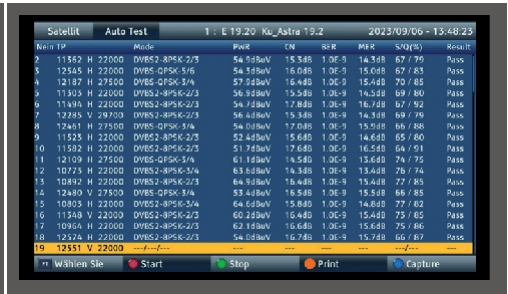 Satellit Auto Test 1 : E 19.20 Ku_Astra 19.2 2023/09/06 - 13:48:23
Nein TP Mode PWR CN BER MER S/Q(%) Result
2 11362 H 22000 DVBS2-8PSK-2/3 54.9dBuV 15.3dB 1.0E-9 14.3dB 67 / 79 Pass
3 12545 H 22000 DVBS-QPSK-5/6 54.3dBuV 16.0dB 1.0E-9 15.0dB 67 / 83 Pass
4 12187 H 27500 DVBS-QPSK-3/4 57.9dBuV 16.4dB 1.0E-9 15.4dB 70 / 85 Pass
5 11303 H 22000 DVBS2-8PSK-2/3 56.9dBuV 15.5dB 1.0E-9 14.5dB 69 / 80 Pass
6 11494 H 22000 DVBS2-8PSK-2/3 54.7dBuV 17.8dB 1.0E-9 16.7dB 67 / 92 Pass
7 12285 V 29700 DVBS2-8PSK-2/3 56.4dBuV 15.3dB 1.0E-9 14.3dB 69 / 79 Pass
8 12461 H 27500 DVBS-QPSK-3/4 54.0dBuV 17.0dB 1.0E-9 15.9dB 66 / 88 Pass
9 11523 H 22000 DVBS2-8PSK-2/3 52.4dBuV 15.6dB 1.0E-9 14.6dB 65 / 80 Pass
10 11582 H 22000 DVBS2-8PSK-2/3 51.7dBuV 17.6dB 1.0E-9 16.5dB 64 / 91 Pass
11 12109 H 27500 DVBS-QPSK-3/4 61.1dBuV 14.5dB 1.0E-9 13.6dB 74 / 75 Pass
12 10773 H 22000 DVBS2-8PSK-3/4 63.6dBuV 14.3dB 1.0E-9 13.4dB 76 / 74 Pass
13 10892 H 22000 DVBS2-8PSK-2/3 64.9dBuV 16.4dB 1.0E-9 15.4dB 77 / 85 Pass
14 12480 V 27500 DVBS-QPSK-3/4 53.4dBuV 16.5dB 1.0E-9 15.5dB 66 / 85 Pass
15 10803 H 22000 DVBS2-8PSK-3/4 64.6dBuV 15.8dB 1.0E-9 14.8dB 77 / 82 Pass
16 11348 V 22000 DVBS2-8PSK-2/3 60.2dBuV 16.4dB 1.0E-9 15.4dB 73 / 85 Pass
17 10964 H 22000 DVBS2-8PSK-2/3 62.1dBuV 16.6dB 1.0E-9 15.6dB 75 / 86 Pass
18 12574 H 22000 DVBS2-8PSK-2/3 54.0dBuV 16.7dB 1.0E-9 15.7dB 66 / 87 Pass
19 12551 V 22000 ---/---/--- --- --- --- --- ---/--- ---
Wählen Sie Start Stop Print Capture